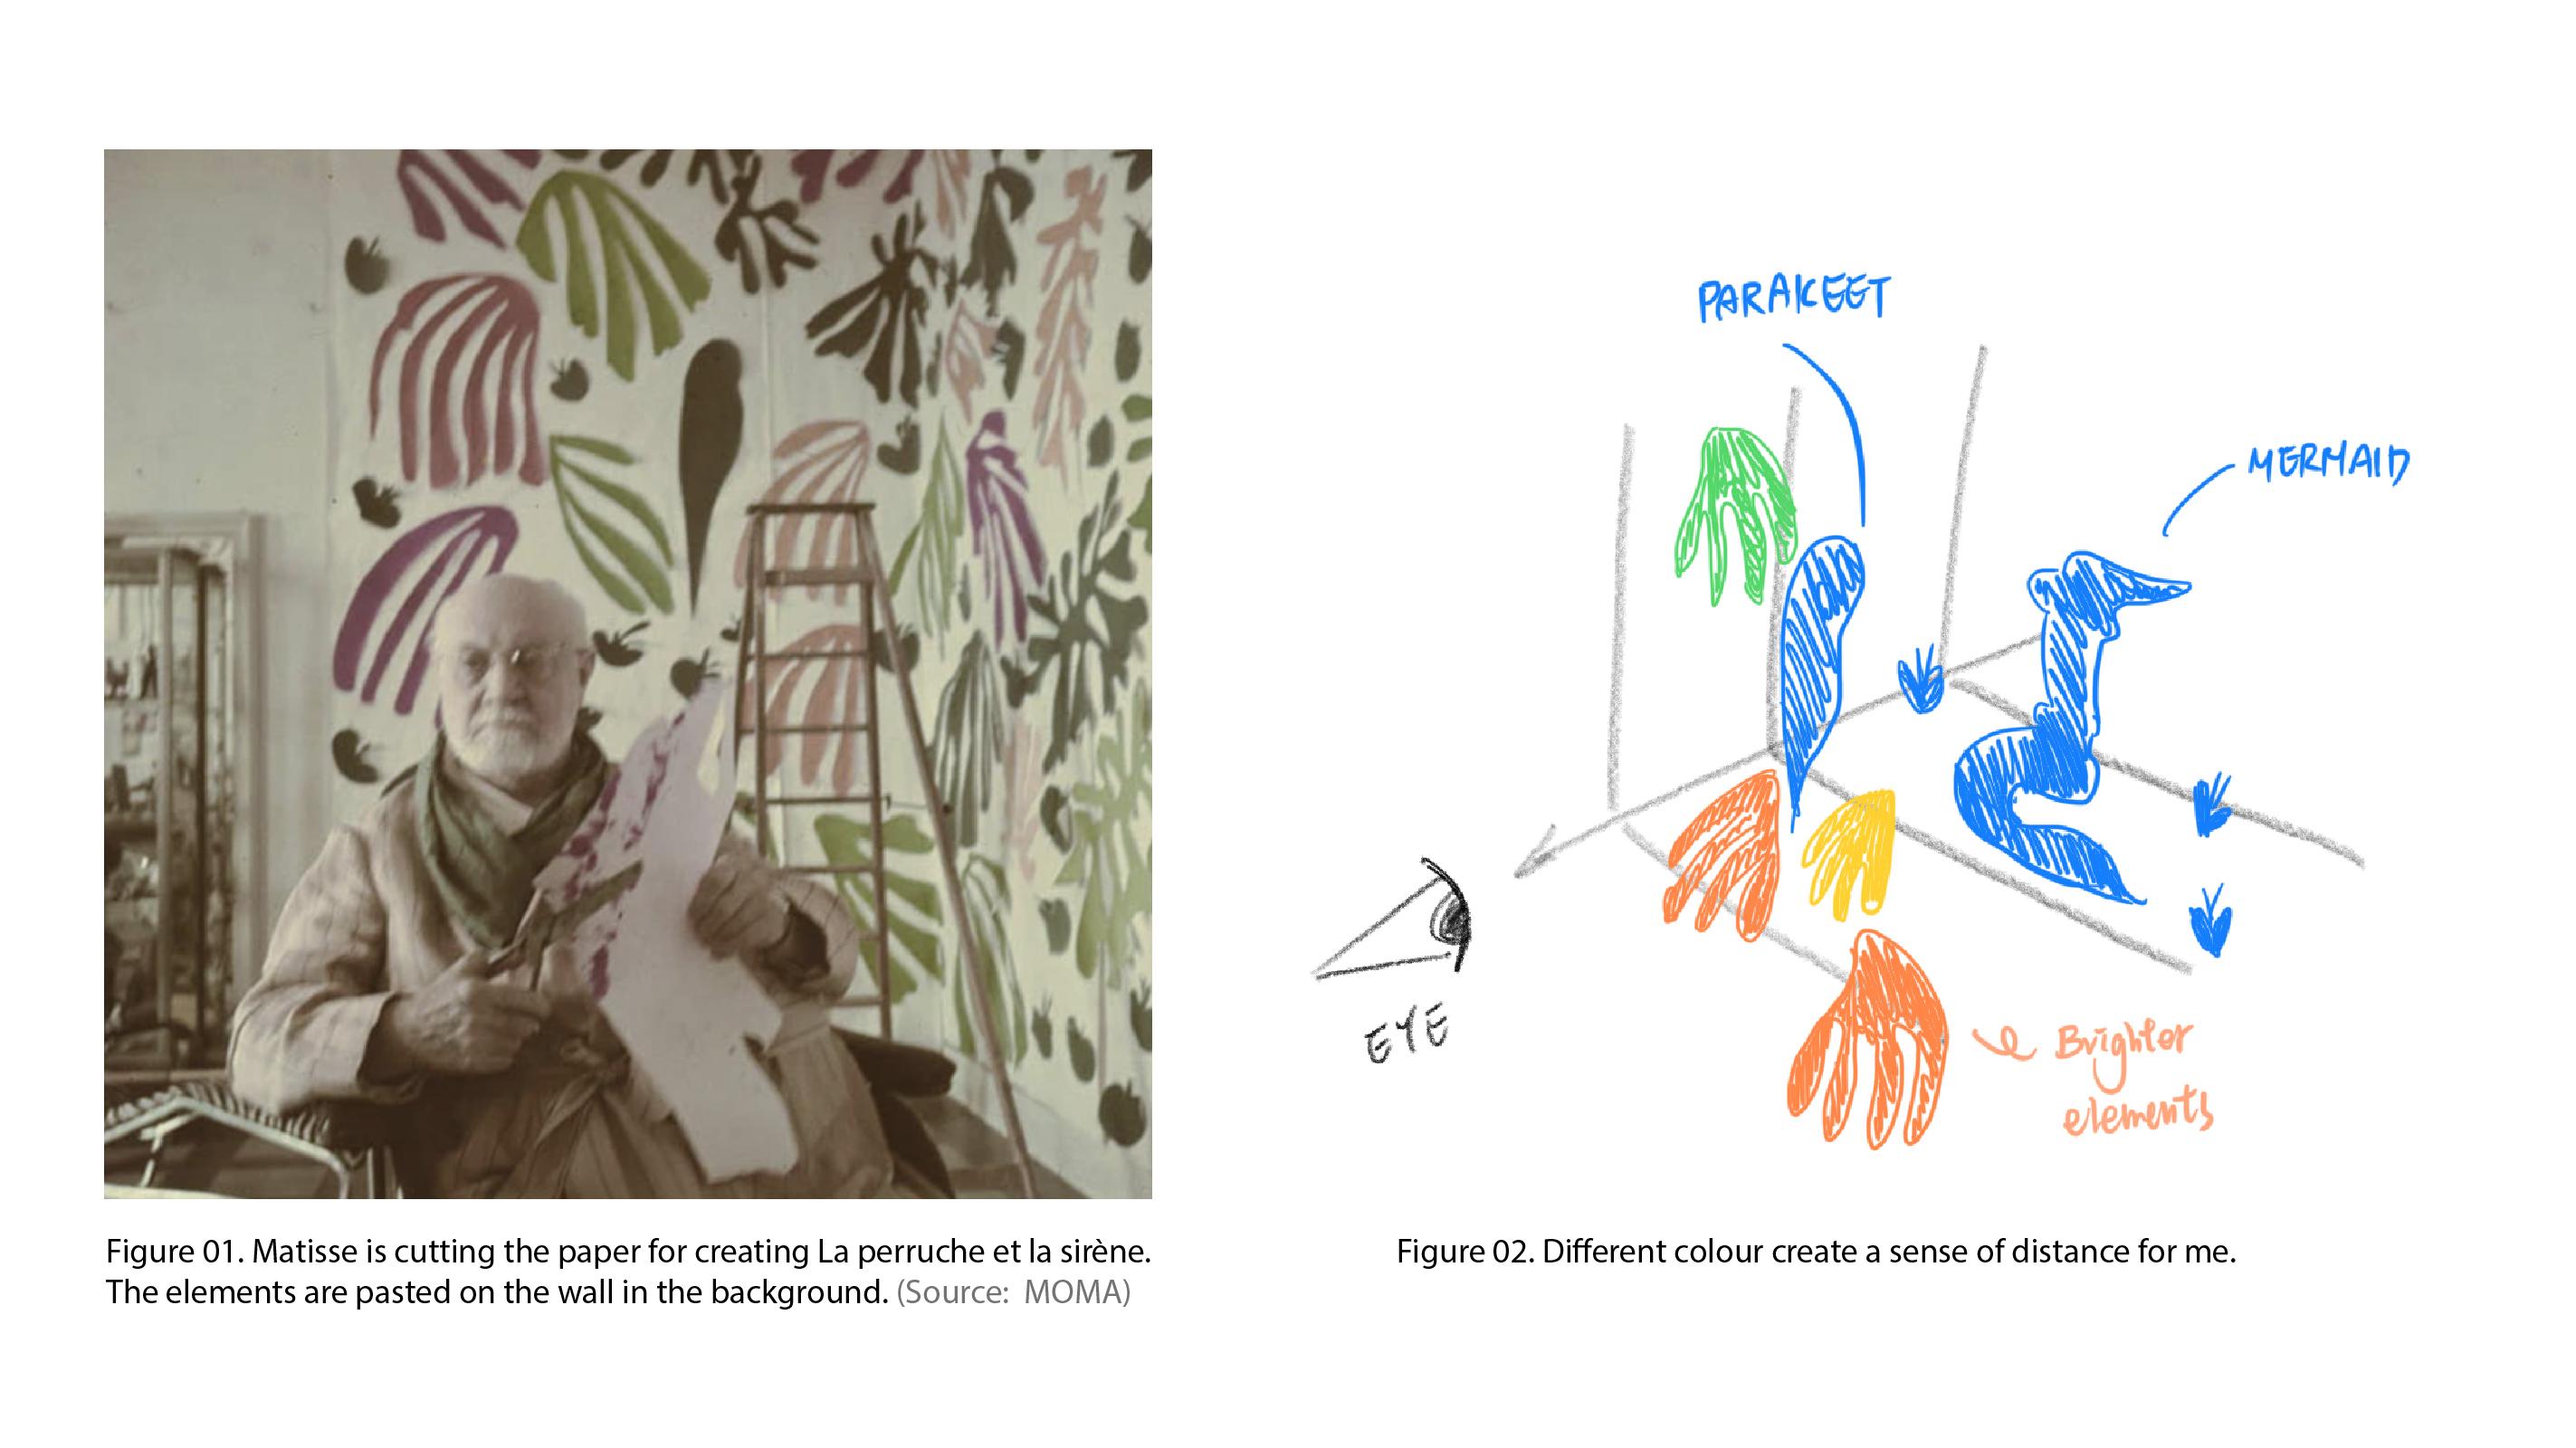 PARAKEET
MERMAID
EYE
Brighter
elements
Figure 01. Matisse is cutting the paper for creating La perruche et la sirène.
The elements are pasted on the wall in the background. (Source: MOMA)
Figure 02. Different colour create a sense of distance for me.